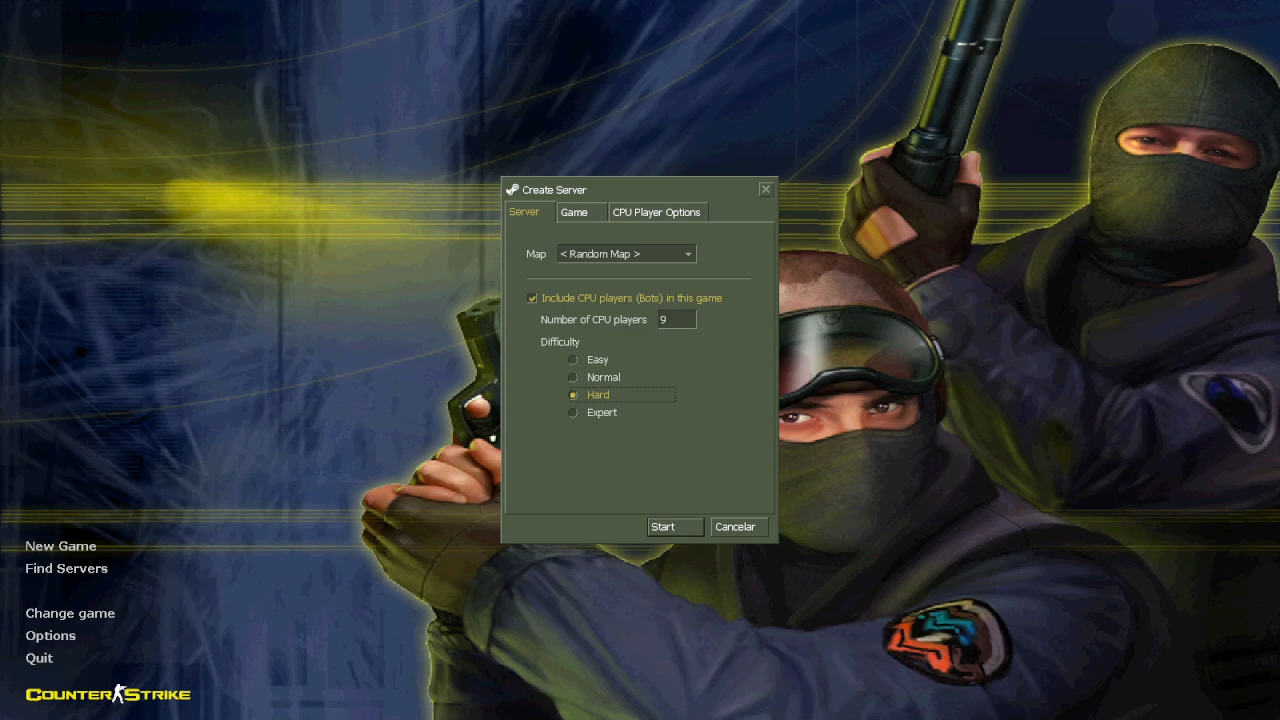 Create Server
Server Game CPU Player Options
Map < Random Map >
Include CPU players (Bots) in this game
Number of CPU players 9
Difficulty
Easy
Normal
Hard
Expert
Start Cancelar
New Game
Find Servers
Change game
Options
Quit
COUNTER STRIKE